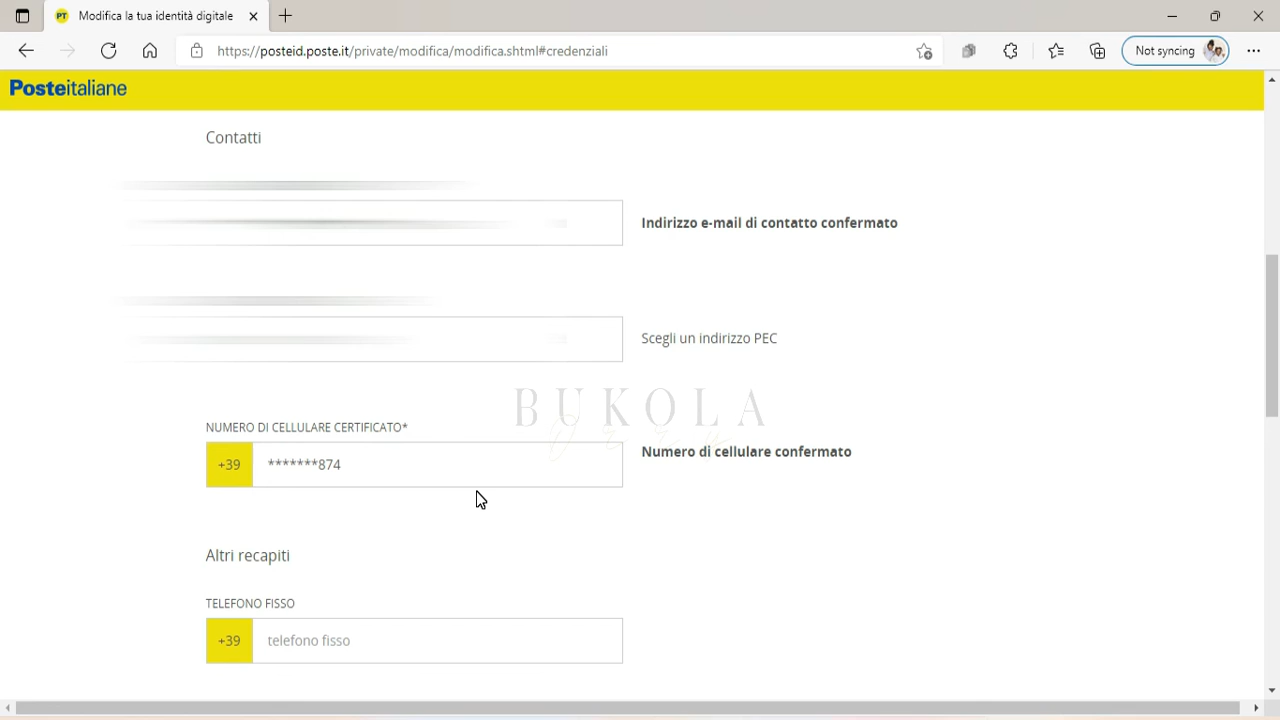 Modifica la tua identità digitale
https://posteid.poste.it/private/modifica/modifica.shtml#credenziali
Not syncing
Posteitaliane
Contatti
Indirizzo e-mail di contatto confermato
Scegli un indirizzo PEC
BUKOLA
NUMERO DI CELLULARE CERTIFICATO*
+39 *******874
Numero di cellulare confermato
Altri recapiti
TELEFONO FISSO
+39 telefono fisso